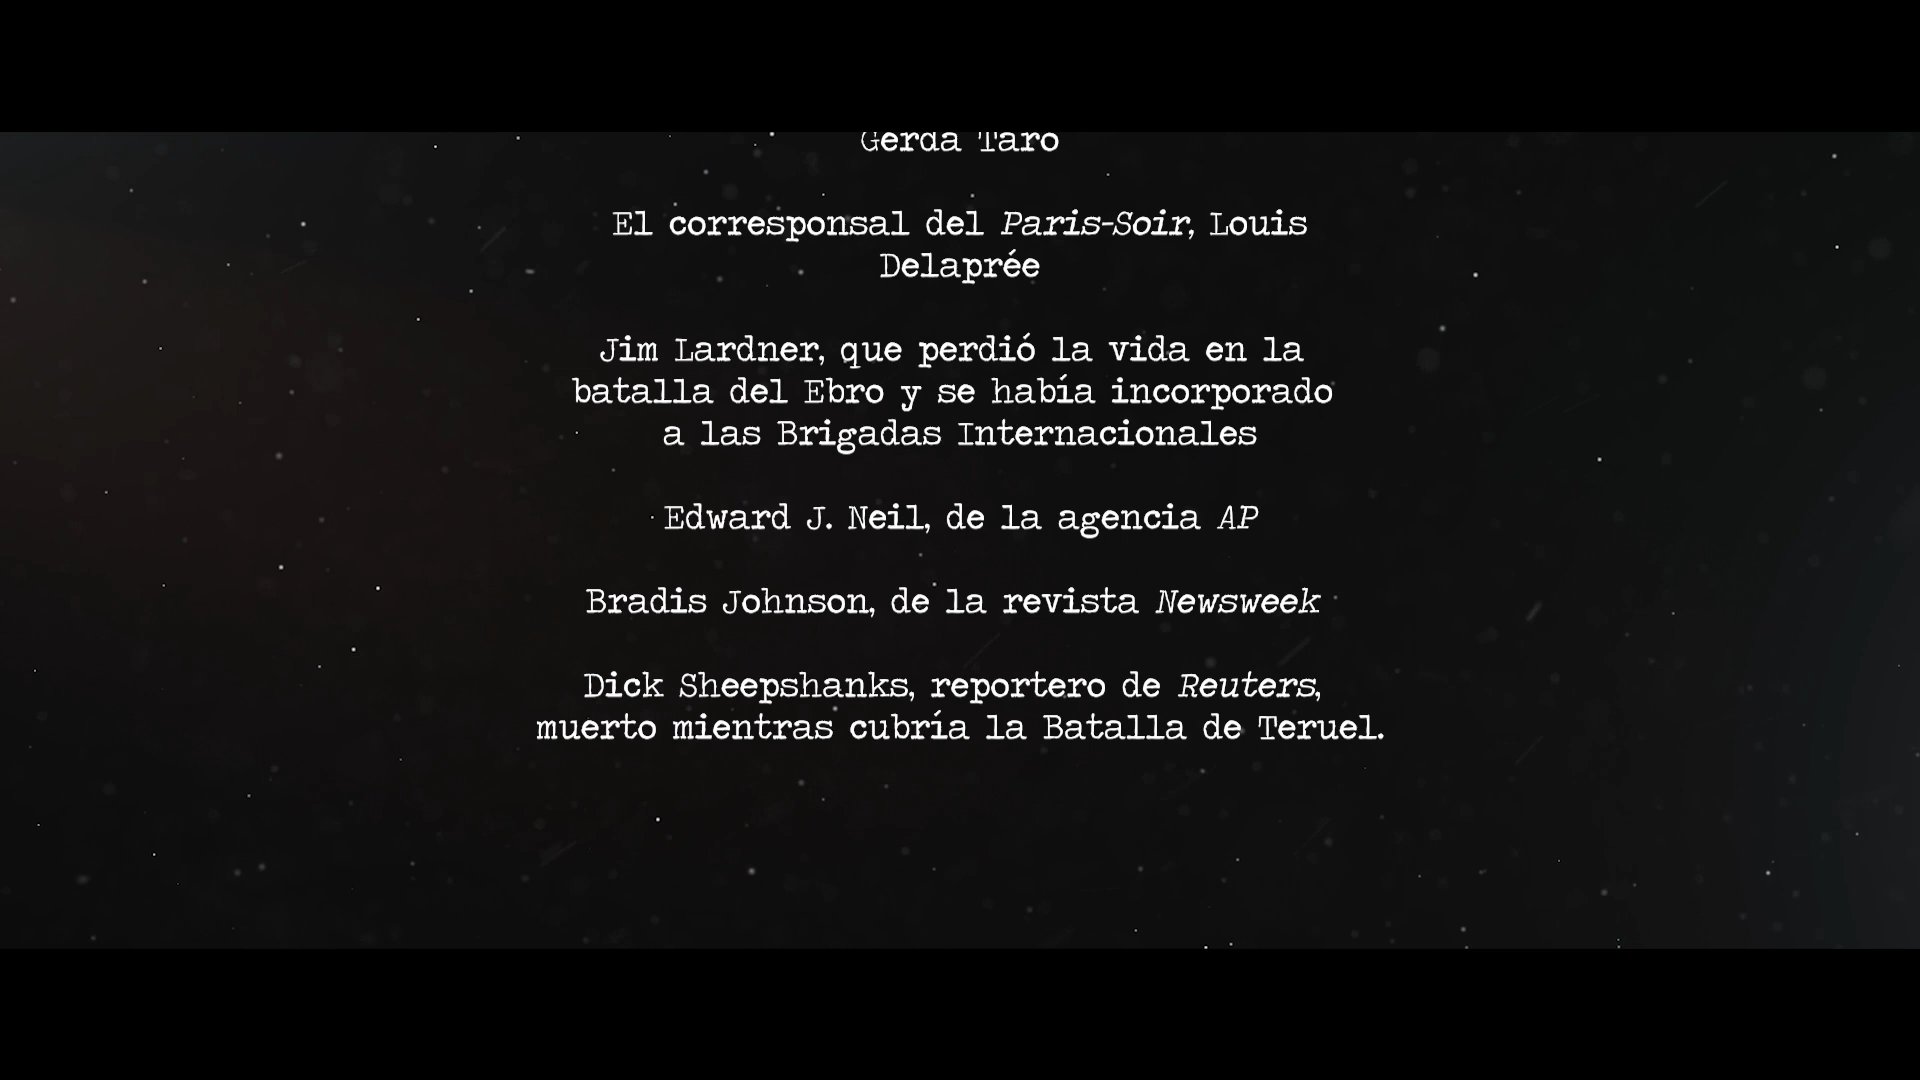 Gerda Taro
El corresponsal del Paris-Soir, Louis
Delaprée
Jim Lardner, que perdió la vida en la
batalla del Ebro y se había incorporado
a las Brigadas Internacionales
Edward J. Neil, de la agencia AP
Bradis Johnson, de la revista Newsweek
Dick Sheepshanks, reportero de Reuters,
muerto mientras cubría la Batalla de Teruel.